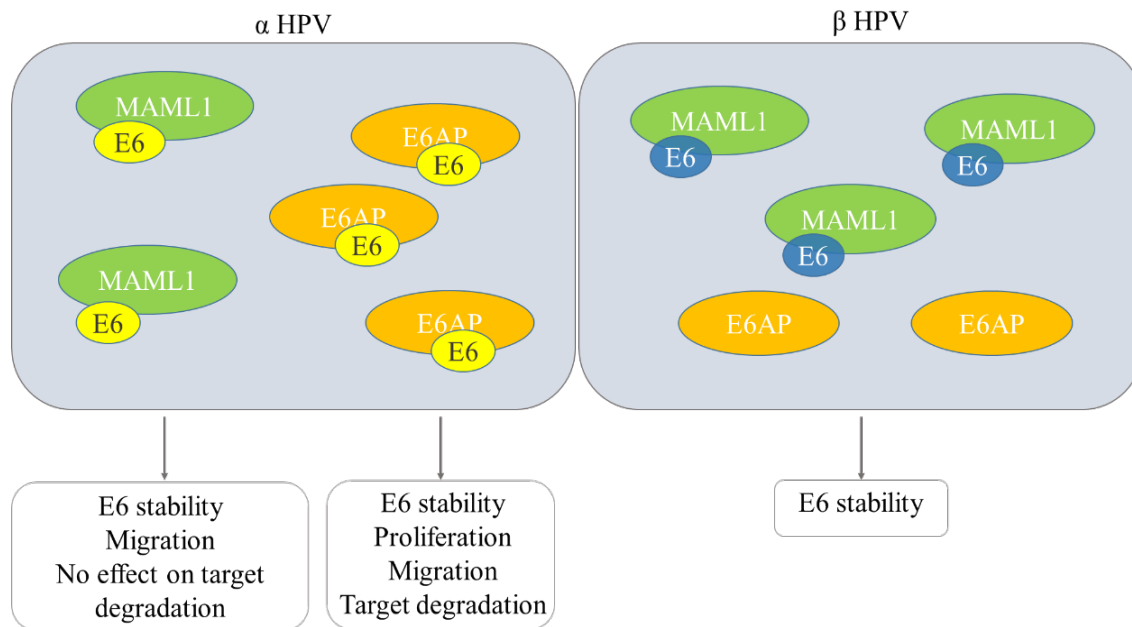 α HPV
β HPV
MAML1
E6
E6AP
E6
E6AP
E6
MAML1
E6
E6AP
E6
MAML1
E6
MAML1
E6
MAML1
E6
E6AP
E6AP
E6 stability
Migration
No effect on target
degradation
E6 stability
Proliferation
Migration
Target degradation
E6 stability